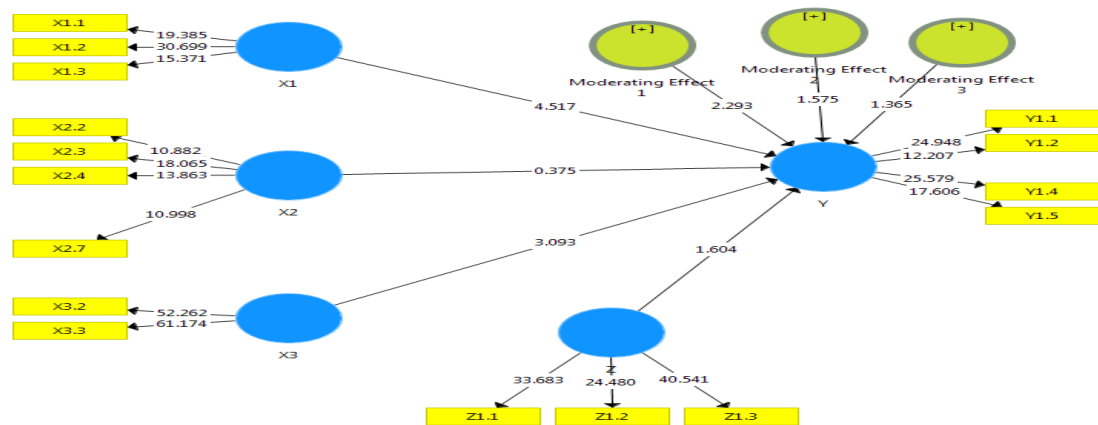 X1.1
X1.2
X1.3
19.385
30.699
15.371
X1
[+]
Moderating Effect
1
[+]
Moderating Effect
2
[+]
Moderating Effect
3
4.517
2.293
1.575
1.365
X2.2
X2.3
X2.4
X2.7
10.882
18.065
13.863
10.998
X2
0.375
Y
24.948
12.207
25.579
17.606
Y1.1
Y1.2
Y1.4
Y1.5
X3.2
X3.3
52.262
61.174
X3
3.093
1.604
Z
33.683
24.480
40.541
Z1.1
Z1.2
Z1.3